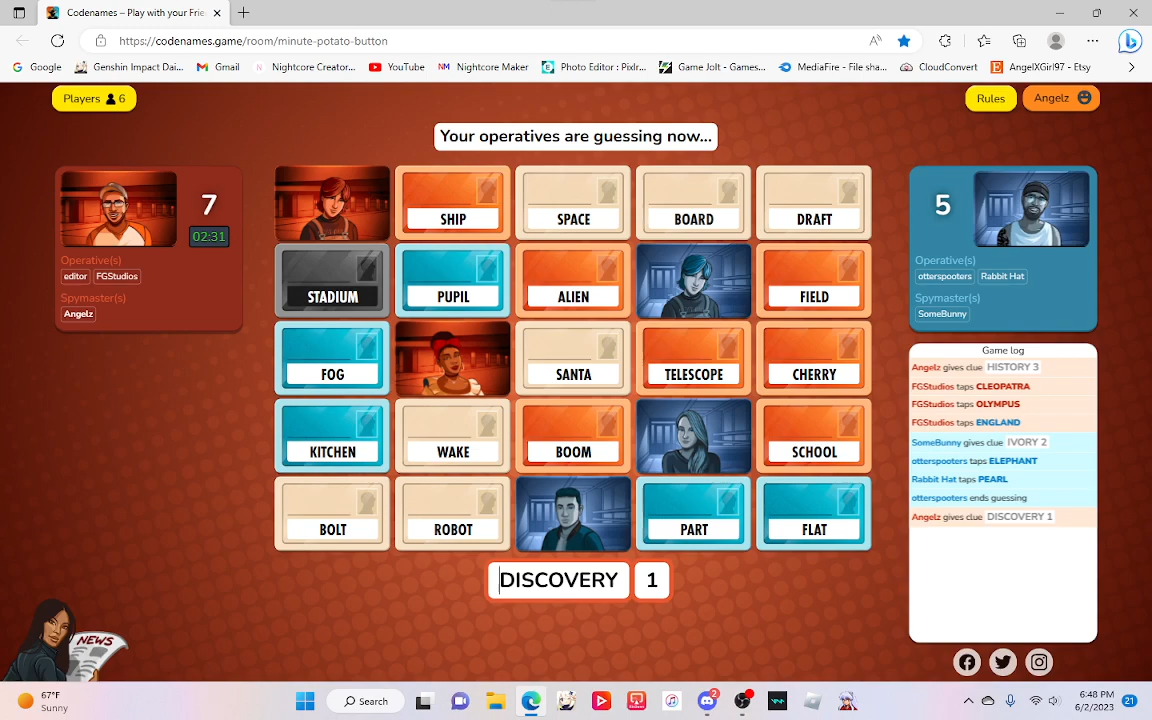 Codenames – Play with your Frie
https://codenames.game/room/minute-potato-button
Google
Genshin Impact Dai...
Gmail
Nightcore Creator...
YouTube
NM Nightcore Maker
Photo Editor : Pixlr...
Game Jolt - Games...
MediaFire - File sha...
CloudConvert
AngelXGirl97 - Etsy
Players 6
Rules
Angelz
Your operatives are guessing now...
7
02:31
Operative(s)
editor FGStudios
Spymaster(s)
Angelz
SHIP
SPACE
BOARD
DRAFT
STADIUM
PUPIL
ALIEN
FIELD
FOG
SANTA
TELESCOPE
CHERRY
KITCHEN
WAKE
BOOM
SCHOOL
BOLT
ROBOT
PART
FLAT
DISCOVERY 1
5
Operative(s)
otterspooters Rabbit Hat
Spymaster(s)
SomeBunny
Game log
Angelz gives clue HISTORY 3
FGStudios taps CLEOPATRA
FGStudios taps OLYMPUS
FGStudios taps ENGLAND
SomeBunny gives clue IVORY 2
otterspooters taps ELEPHANT
Rabbit Hat taps PEARL
otterspooters ends guessing
Angelz gives clue DISCOVERY 1
NEWS
67°F
Sunny
Search
2
6:48 PM
6/2/2023
21